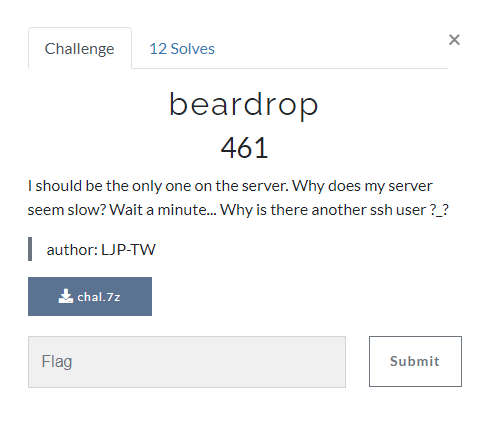 Challenge
12 Solves
×
beardrop
461
I should be the only one on the server. Why does my server
seem slow? Wait a minute... Why is there another ssh user ?_?
author: LJP-TW
chal.7z
Flag
Submit